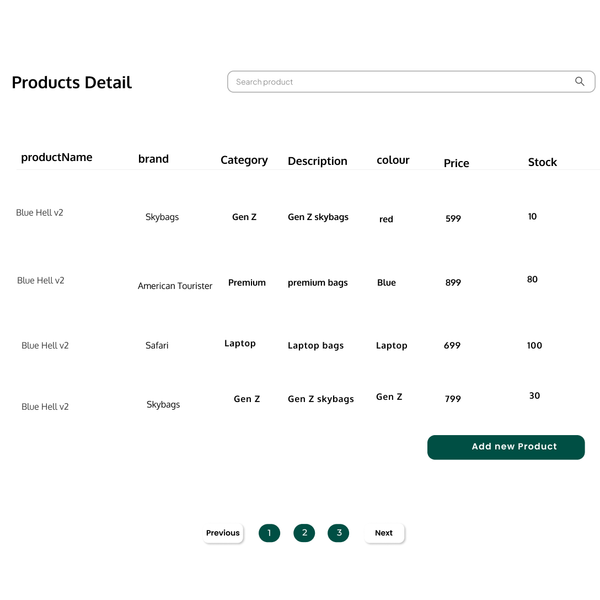 Products Detail
Search product
productName brand Category Description colour Price Stock
Blue Hell v2 Skybags Gen Z Gen Z skybags red 599 10
Blue Hell v2 American Tourister Premium premium bags Blue 899 80
Blue Hell v2 Safari Laptop Laptop bags Laptop 699 100
Blue Hell v2 Skybags Gen Z Gen Z skybags Gen Z 799 30
Add new Product
Previous 1 2 3 Next